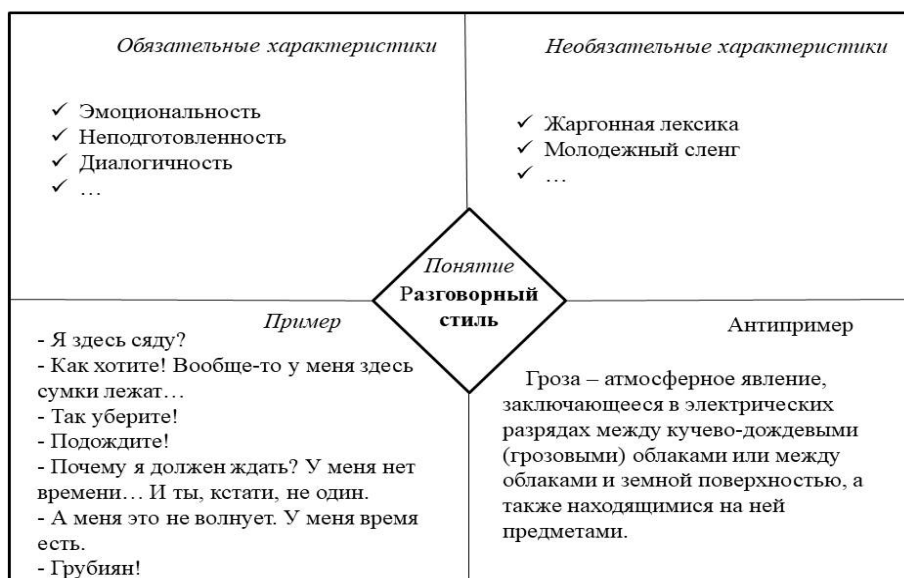 Обязательные характеристики
✓ Эмоциональность
✓ Неподготовленность
✓ Диалогичность
✓ …
Необязательные характеристики
✓ Жаргонная лексика
✓ Молодежный сленг
✓ …
Понятие
Разговорный
стиль
Пример
- Я здесь сяду?
- Как хотите! Вообще-то у меня здесь
сумки лежат…
- Так уберите!
- Подождите!
- Почему я должен ждать? У меня нет
времени… И ты, кстати, не один.
- А меня это не волнует. У меня время
есть.
- Грубиян!
Антипример
Гроза – атмосферное явление,
заключающееся в электрических
разрядах между кучево-дождевыми
(грозовыми) облаками или между
облаками и земной поверхностью, а
также находящимися на ней
предметами.